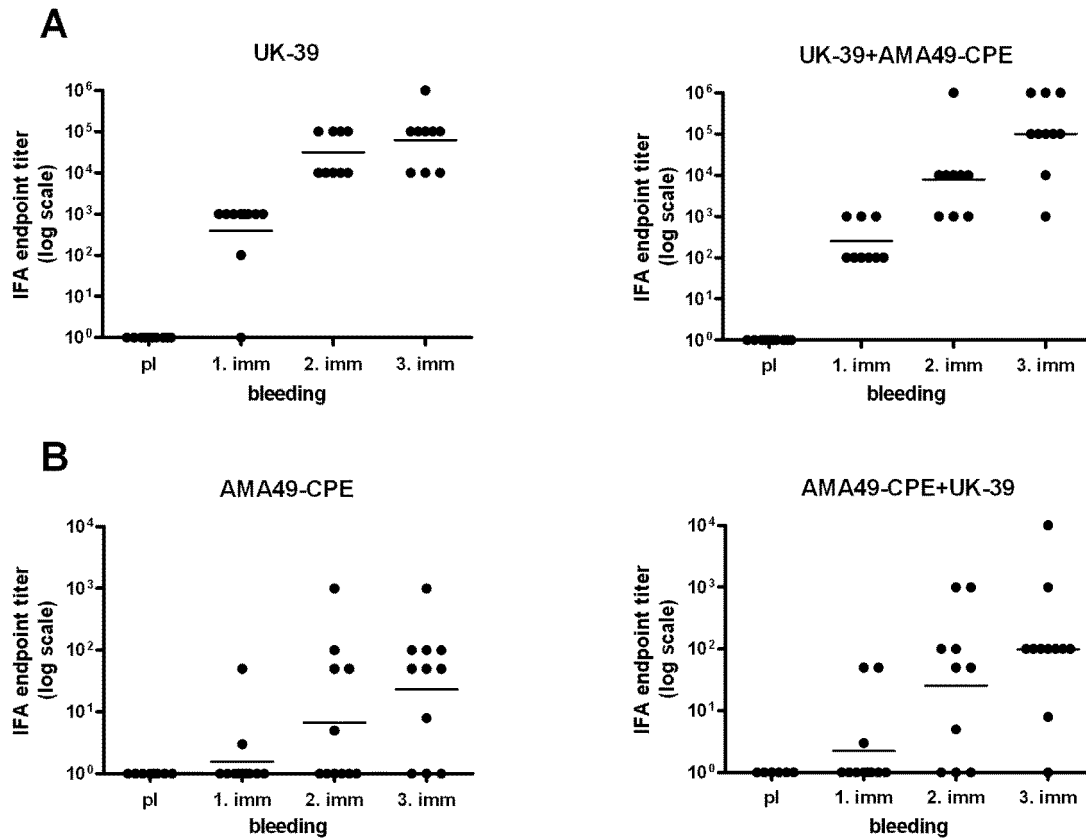 A
UK-39
IFA endpoint titer
(log scale)
10⁶
10⁵
10⁴
10³
10²
10¹
10⁰
pI
1. imm
2. imm
3. imm
bleeding
UK-39+AMA49-CPE
IFA endpoint titer
(log scale)
10⁶
10⁵
10⁴
10³
10²
10¹
10⁰
pI
1. imm
2. imm
3. imm
bleeding
B
AMA49-CPE
IFA endpoint titer
(log scale)
10⁴
10³
10²
10¹
10⁰
pI
1. imm
2. imm
3. imm
bleeding
AMA49-CPE+UK-39
IFA endpoint titer
(log scale)
10⁴
10³
10²
10¹
10⁰
pI
1. imm
2. imm
3. imm
bleeding